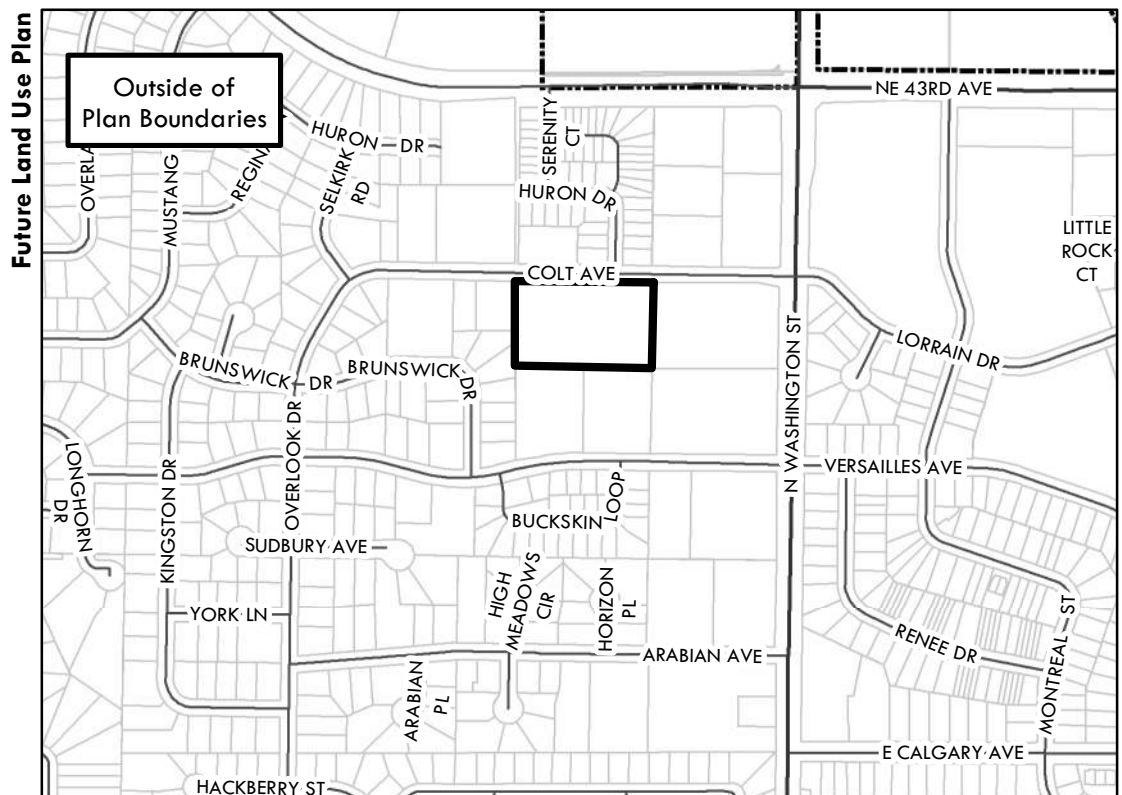 Future Land Use Plan
Outside of
Plan Boundaries
NE 43RD AVE
HURON DR
SERENITY
CT
SELKIRK
RD
MUSTANG
HURON DR
LITTLE
ROCK
CT
COLT AVE
LORRAIN DR
BRUNSWICK DR
BRUNSWICK DR
N WASHINGTON ST
OVERLOOK DR
KINGSTON DR
LONGHORN
DR
VERSAILLES AVE
BUCKSKIN LOOP
SUDBURY AVE
HIGH
MEADOWS
CIR
HORIZON
PL
YORK LN
RENEE DR
MONTREAL ST
ARABIAN AVE
ARABIAN
PL
E CALGARY AVE
HACKBERRY ST